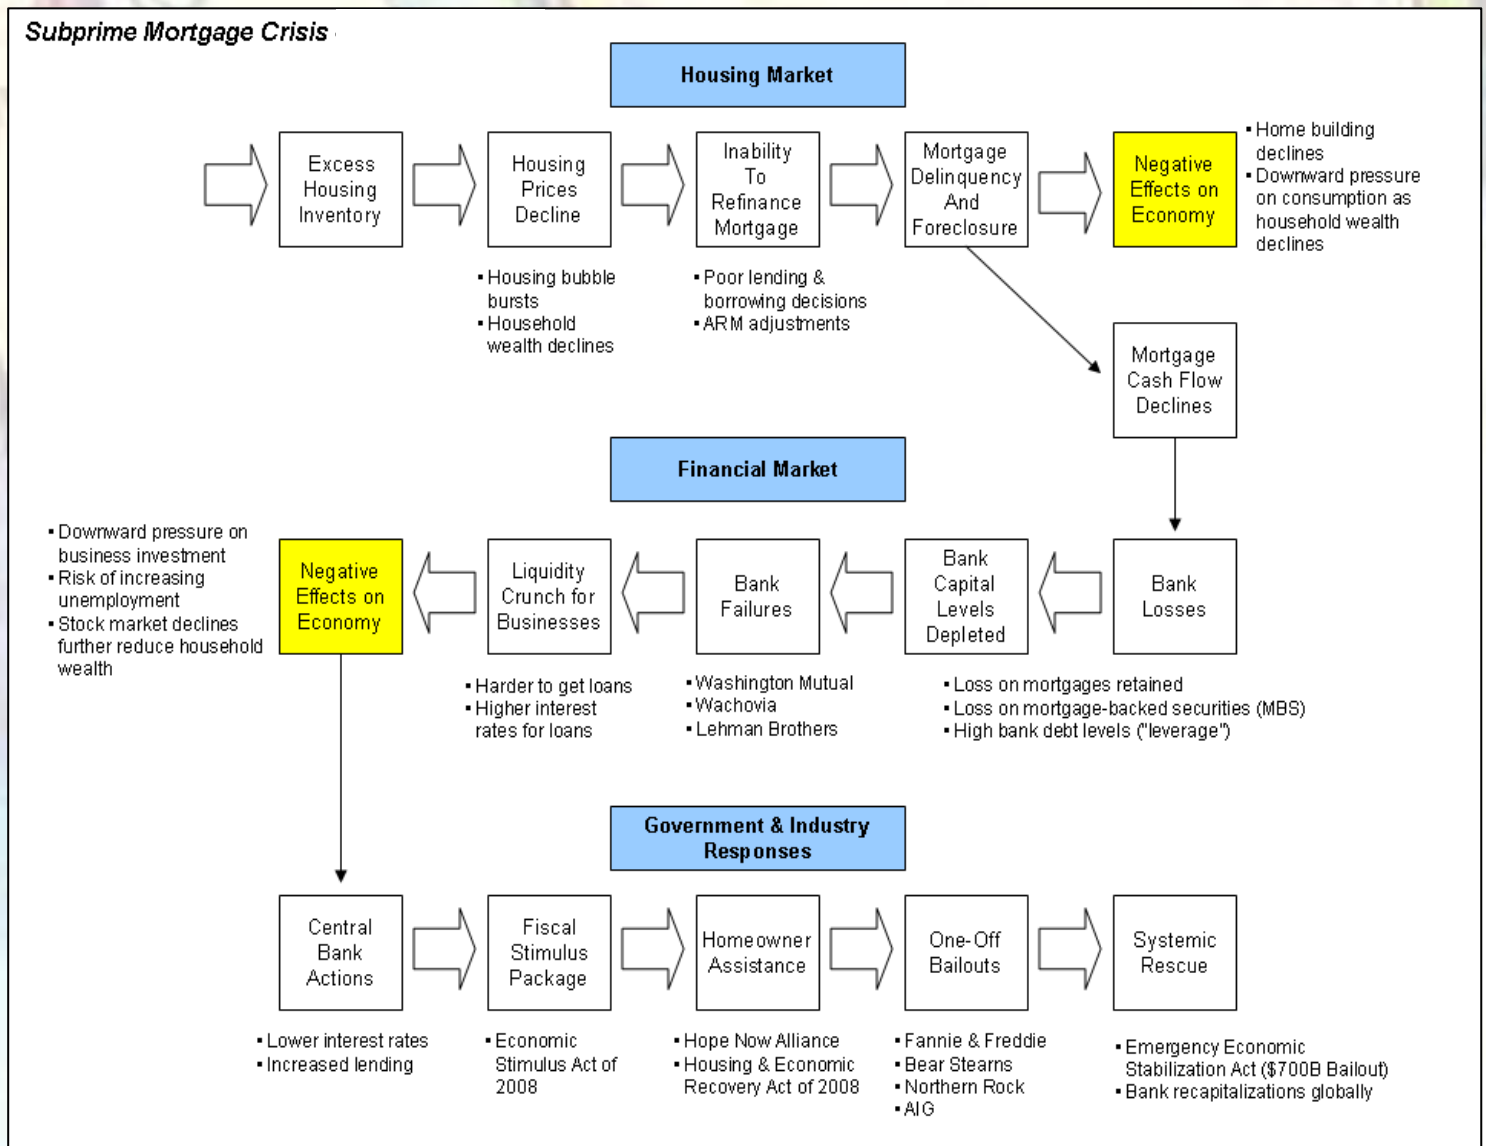 Subprime Mortgage Crisis
Housing Market
Excess
Housing
Inventory
Housing
Prices
Decline
Inability
To
Refinance
Mortgage
Mortgage
Delinquency
And
Foreclosure
Negative
Effects on
Economy
▪ Home building
declines
▪ Downward pressure
on consumption as
household wealth
declines
▪ Housing bubble
bursts
▪ Household
wealth declines
▪ Poor lending &
borrowing decisions
▪ ARM adjustments
Mortgage
Cash Flow
Declines
Financial Market
▪ Downward pressure on
business investment
▪ Risk of increasing
unemployment
▪ Stock market declines
further reduce household
wealth
Negative
Effects on
Economy
Liquidity
Crunch for
Businesses
Bank
Failures
Bank
Capital
Levels
Depleted
Bank
Losses
▪ Harder to get loans
▪ Higher interest
rates for loans
▪ Washington Mutual
▪ Wachovia
▪ Lehman Brothers
▪ Loss on mortgages retained
▪ Loss on mortgage-backed securities (MBS)
▪ High bank debt levels ("leverage")
Government & Industry
Responses
Central
Bank
Actions
Fiscal
Stimulus
Package
Homeowner
Assistance
One-Off
Bailouts
Systemic
Rescue
▪ Lower interest rates
▪ Increased lending
▪ Economic
Stimulus Act of
2008
▪ Hope Now Alliance
▪ Housing & Economic
Recovery Act of 2008
▪ Fannie & Freddie
▪ Bear Stearns
▪ Northern Rock
▪ AIG
▪ Emergency Economic
Stabilization Act ($700B Bailout)
▪ Bank recapitalizations globally